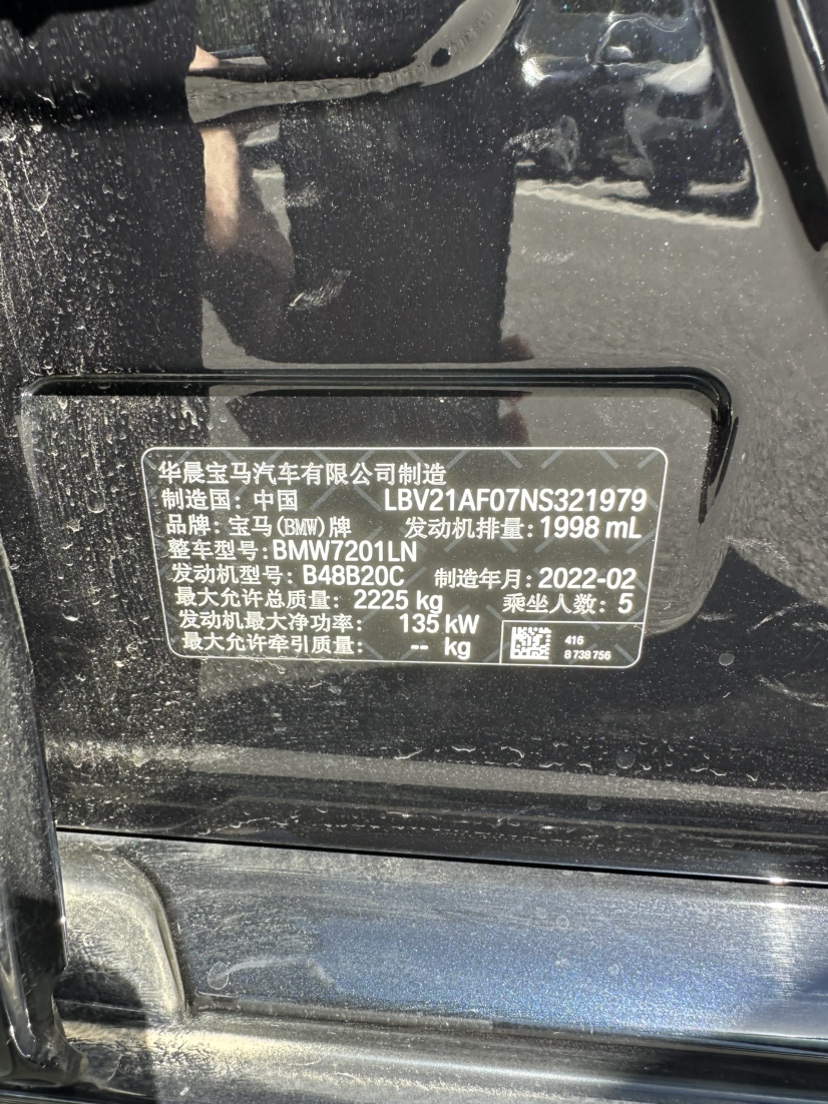 华晨宝马汽车有限公司制造
制造国: 中国 LBV21AF07NS321979
品牌: 宝马(BMW)牌 发动机排量: 1998 mL
整车型号: BMW7201LN
发动机型号: B48B20C 制造年月: 2022-02
最大允许总质量: 2225 kg 乘坐人数: 5
发动机最大净功率: 135 kW
最大允许牵引质量: -- kg
416
8 738 756